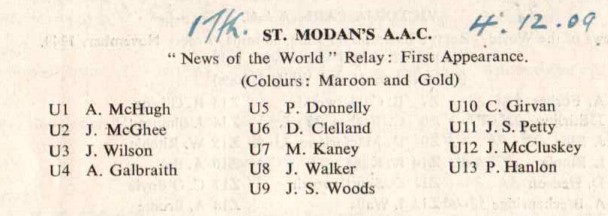 17th. 4.12.09
ST. MODAN'S A.A.C.
" News of the World " Relay: First Appearance.
(Colours: Maroon and Gold)
U1 A. McHugh
U2 J. McGhee
U3 J. Wilson
U4 A. Galbraith
U5 P. Donnelly
U6 D. Clelland
U7 M. Kaney
U8 J. Walker
U9 J. S. Woods
U10 C. Girvan
U11 J. S. Petty
U12 J. McCluskey
U13 P. Hanlon